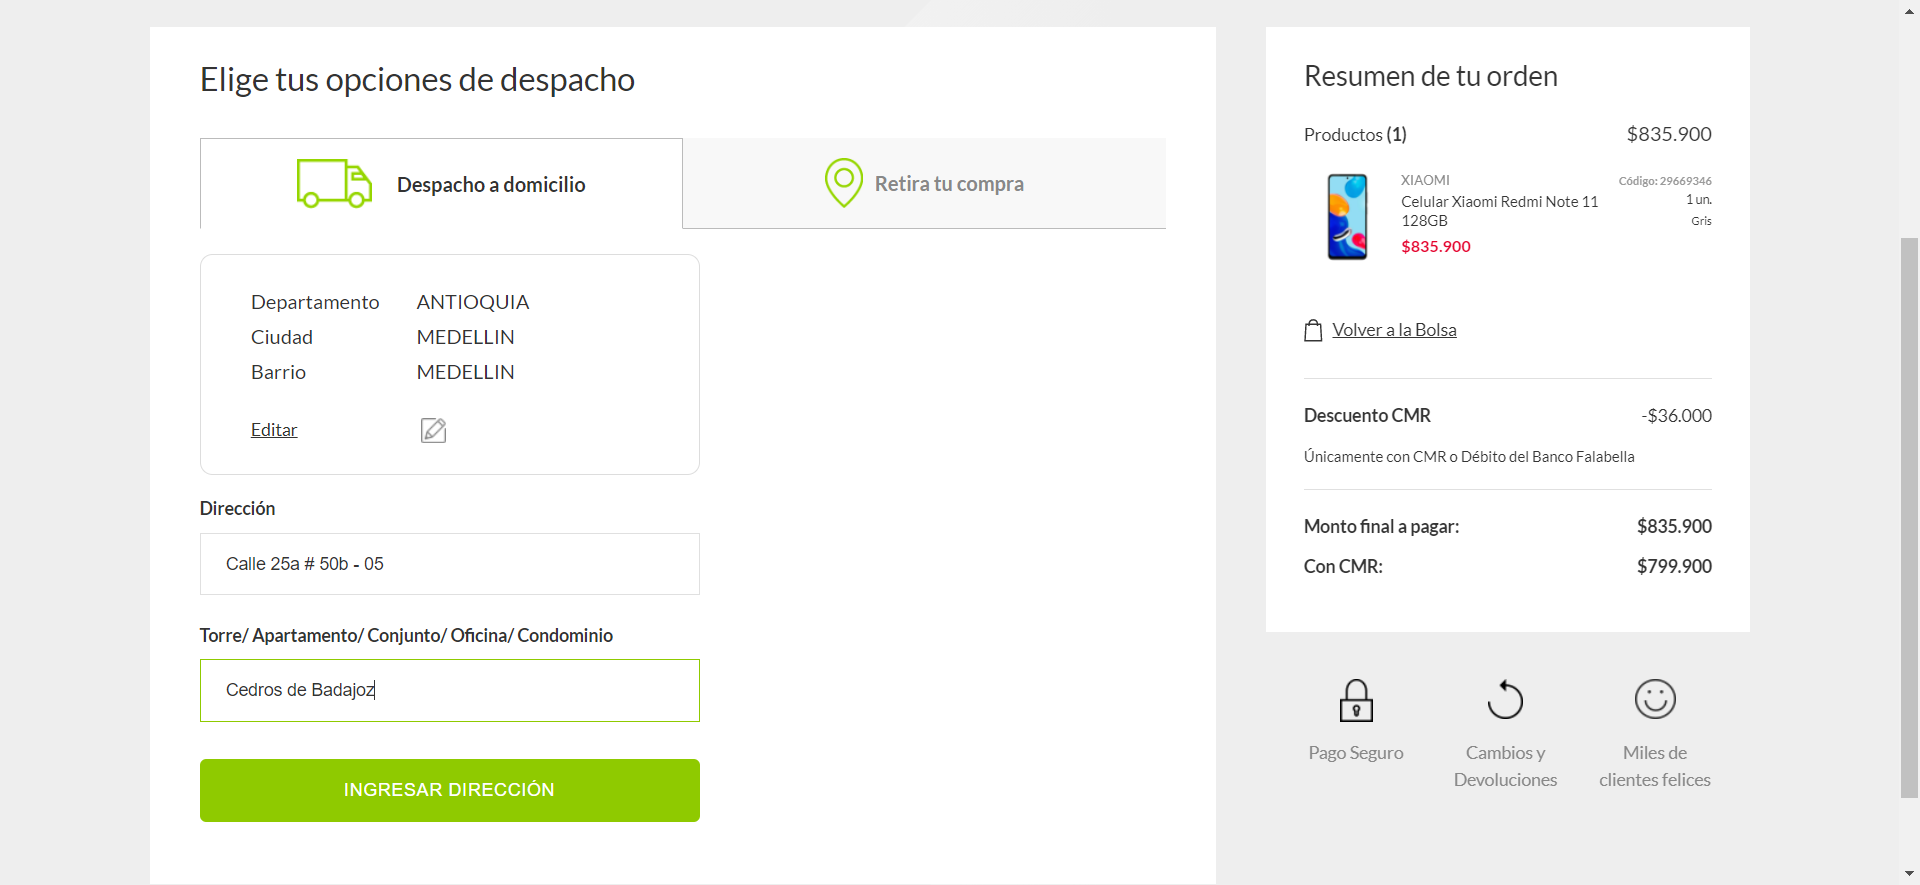 Elige tus opciones de despacho
Despacho a domicilio
Retira tu compra
Departamento ANTIOQUIA
Ciudad MEDELLIN
Barrio MEDELLIN
Editar
Dirección
Calle 25a # 50b - 05
Torre/ Apartamento/ Conjunto/ Oficina/ Condominio
Cedros de Badajoz
INGRESAR DIRECCIÓN
Resumen de tu orden
Productos (1) $835.900
XIAOMI Código: 29669346
Celular Xiaomi Redmi Note 11 1 un.
128GB Gris
$835.900
Volver a la Bolsa
Descuento CMR -$36.000
Únicamente con CMR o Débito del Banco Falabella
Monto final a pagar: $835.900
Con CMR: $799.900
Pago Seguro
Cambios y
Devoluciones
Miles de
clientes felices